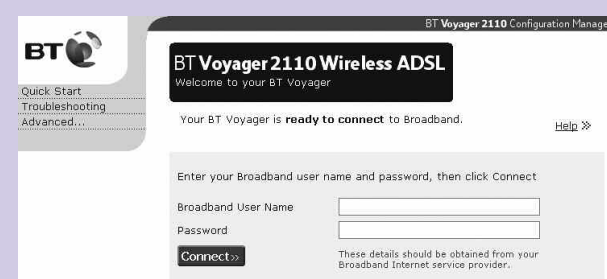 BT Voyager 2110 Configuration Manage
BT
BT Voyager 2110 Wireless ADSL
Welcome to your BT Voyager
Quick Start
Troubleshooting
Advanced...
Your BT Voyager is ready to connect to Broadband.
Help »
Enter your Broadband user name and password, then click Connect
Broadband User Name
Password
Connect»
These details should be obtained from your
Broadband Internet service provider.